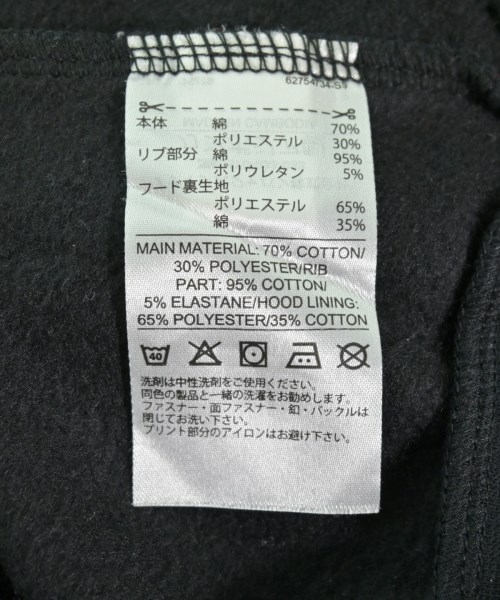 62754734-S
本体 綿 70%
ポリエステル 30%
リブ部分 綿 95%
ポリウレタン 5%
フード裏生地
ポリエステル 65%
綿 35%
MAIN MATERIAL: 70% COTTON/
30% POLYESTER/RIB
PART: 95% COTTON/
5% ELASTANE/HOOD LINING:
65% POLYESTER/35% COTTON
40
洗剤は中性洗剤をご使用ください。
同色の製品と一緒の洗濯をお勧めします。
ファスナー・面ファスナー・釦・バックルは
閉じてお洗い下さい。
プリント部分のアイロンはお避け下さい。